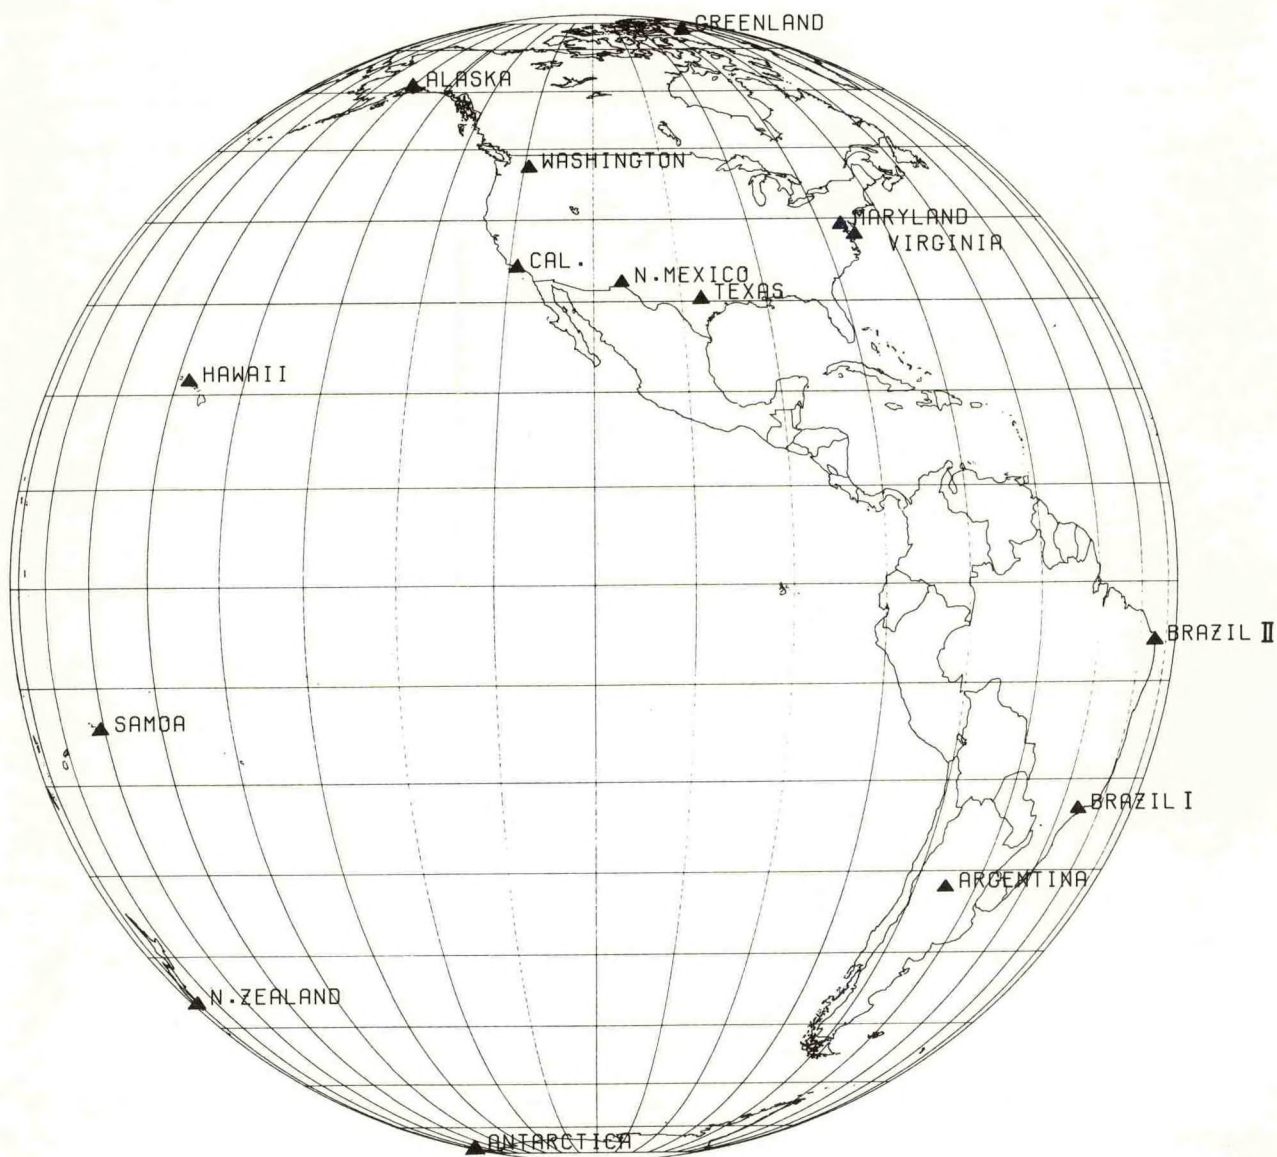 GREENLAND
ALASKA
WASHINGTON
MARYLAND
VIRGINIA
CAL.
N.MEXICO
TEXAS
HAWAII
BRAZIL II
SAMOA
BRAZIL I
ARGENTINA
N.ZEALAND
ANTARCTICA